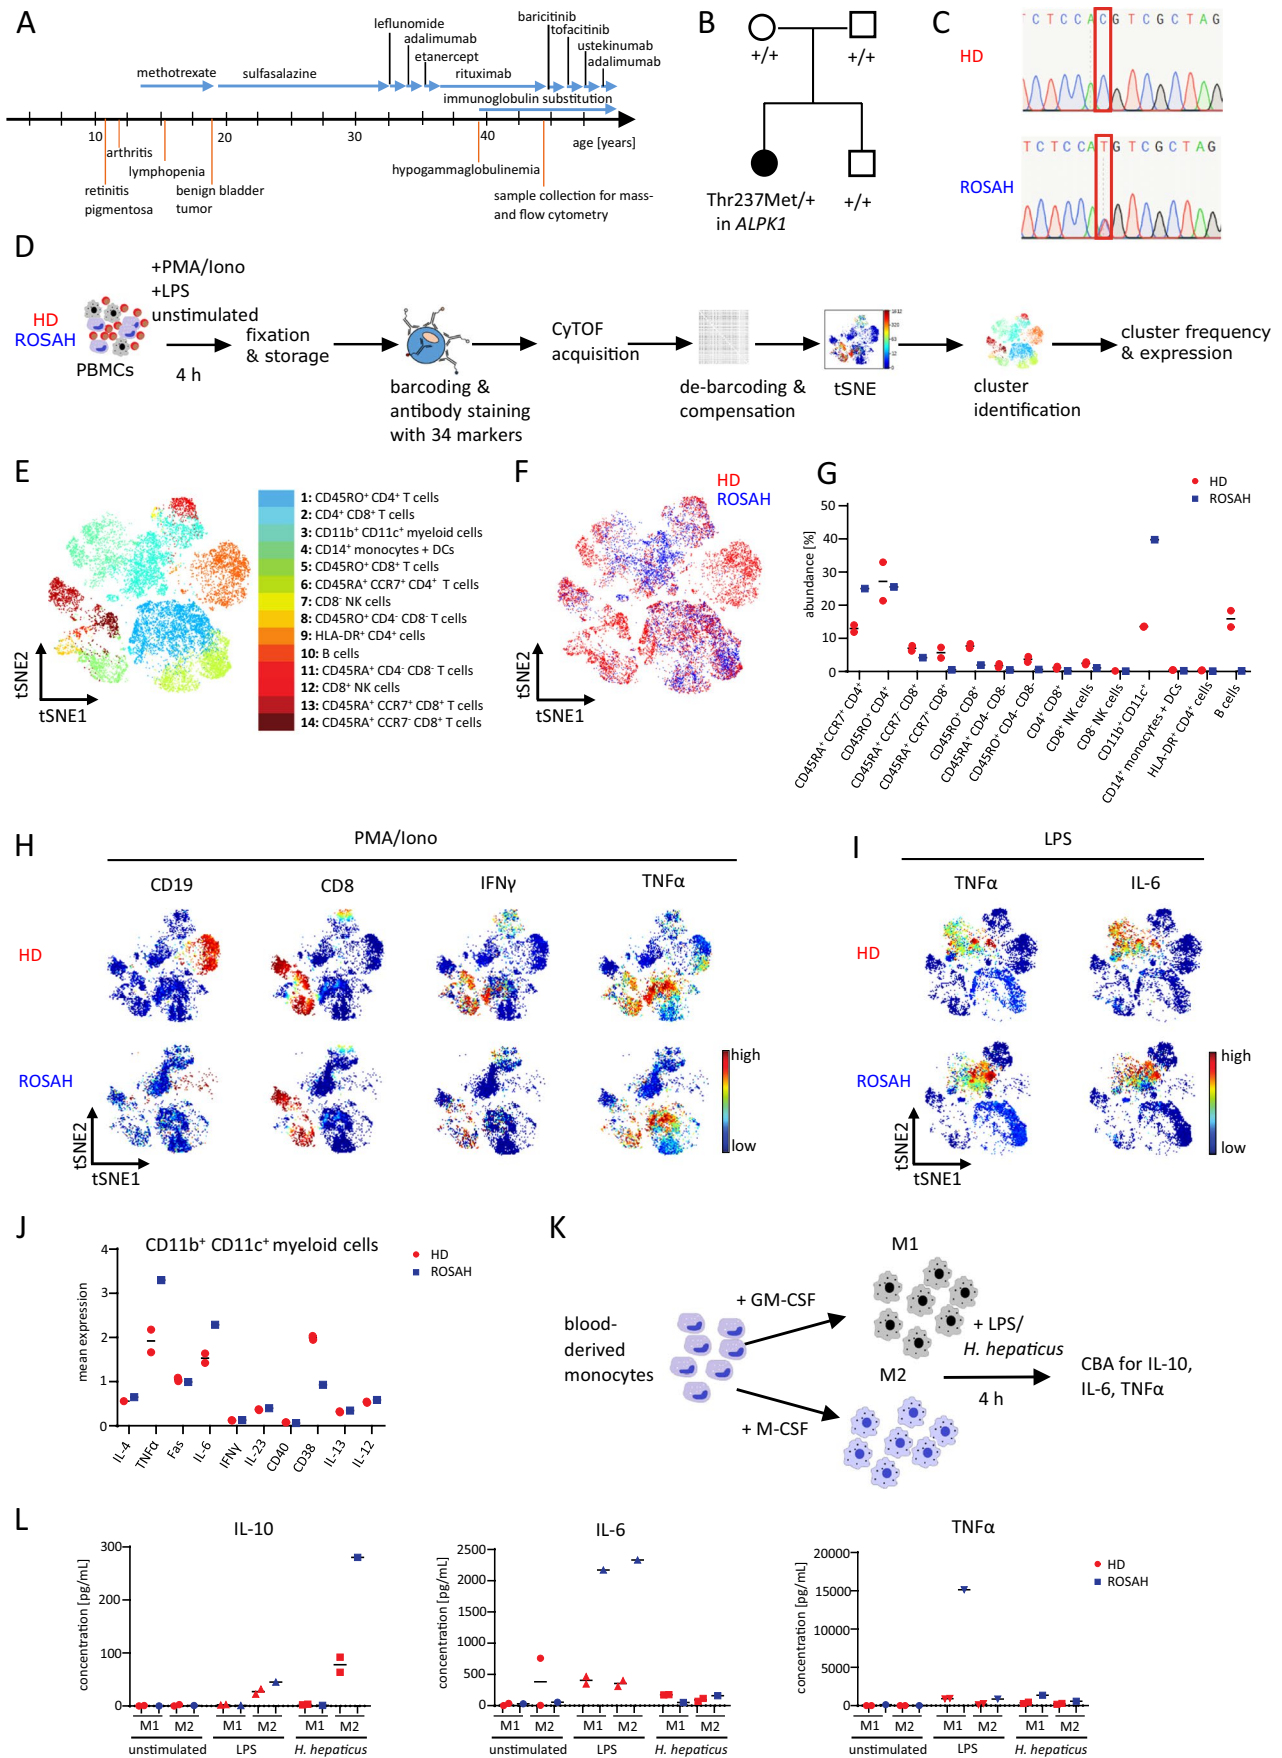 A
leflunomide
adalimumab
etanercept
baricitinib
tofacitinib
ustekinumab
adalimumab
methotrexate
sulfasalazine
rituximab
immunoglobulin substitution
10
20
30
40
age [years]
arthritis
lymphopenia
retinitis
pigmentosa
benign bladder
tumor
hypogammaglobulinemia
sample collection for mass-
and flow cytometry
B
+/+
+/+
Thr237Met/+
in ALPK1
+/+
C
HD
T C T C C A C G T C G C T A G
ROSAH
T C T C C A T G T C G C T A G
D
+PMA/Iono
+LPS
unstimulated
HD
ROSAH
PBMCs
4 h
fixation
& storage
barcoding &
antibody staining
with 34 markers
CyTOF
acquisition
de-barcoding &
compensation
tSNE
cluster
identification
cluster frequency
& expression
E
tSNE2
tSNE1
1: CD45RO⁺ CD4⁺ T cells
2: CD4⁺ CD8⁺ T cells
3: CD11b⁺ CD11c⁺ myeloid cells
4: CD14⁺ monocytes + DCs
5: CD45RO⁺ CD8⁺ T cells
6: CD45RA⁺ CCR7⁺ CD4⁺ T cells
7: CD8⁻ NK cells
8: CD45RO⁺ CD4⁻ CD8⁻ T cells
9: HLA-DR⁺ CD4⁺ cells
10: B cells
11: CD45RA⁺ CD4⁻ CD8⁻ T cells
12: CD8⁺ NK cells
13: CD45RA⁺ CCR7⁺ CD8⁺ T cells
14: CD45RA⁺ CCR7⁻ CD8⁺ T cells
F
HD
ROSAH
tSNE2
tSNE1
G
HD
ROSAH
abundance [%]
50
40
30
20
10
0
CD45RA⁺ CCR7⁺ CD4⁺
CD45RO⁺ CD4⁺
CD45RA⁺ CCR7⁻ CD8⁺
CD45RA⁺ CCR7⁺ CD8⁺
CD45RO⁺ CD8⁺
CD45RA⁺ CD4⁻ CD8⁻
CD45RO⁺ CD4⁻ CD8⁻
CD4⁺ CD8⁺
CD8⁺ NK cells
CD8⁻ NK cells
CD11b⁺ CD11c⁺
CD14⁺ monocytes + DCs
HLA-DR⁺ CD4⁺ cells
B cells
H
PMA/Iono
CD19
CD8
IFNγ
TNFα
HD
ROSAH
high
low
tSNE2
tSNE1
I
LPS
TNFα
IL-6
HD
ROSAH
high
low
tSNE2
tSNE1
J
CD11b⁺ CD11c⁺ myeloid cells
HD
ROSAH
mean expression
4
3
2
1
0
IL-4
TNFα
Fas
IL-6
IFNγ
IL-23
CD40
CD38
IL-13
IL-12
K
blood-
derived
monocytes
+ GM-CSF
+ M-CSF
M1
M2
+ LPS/
H. hepaticus
4 h
CBA for IL-10,
IL-6, TNFα
L
IL-10
concentration [pg/mL]
300
200
100
0
M1 M2 M1 M2 M1 M2
unstimulated LPS H. hepaticus
IL-6
concentration [pg/mL]
2500
2000
1500
1000
500
0
M1 M2 M1 M2 M1 M2
unstimulated LPS H. hepaticus
TNFα
concentration [pg/mL]
20000
15000
10000
5000
0
M1 M2 M1 M2 M1 M2
unstimulated LPS H. hepaticus
HD
ROSAH